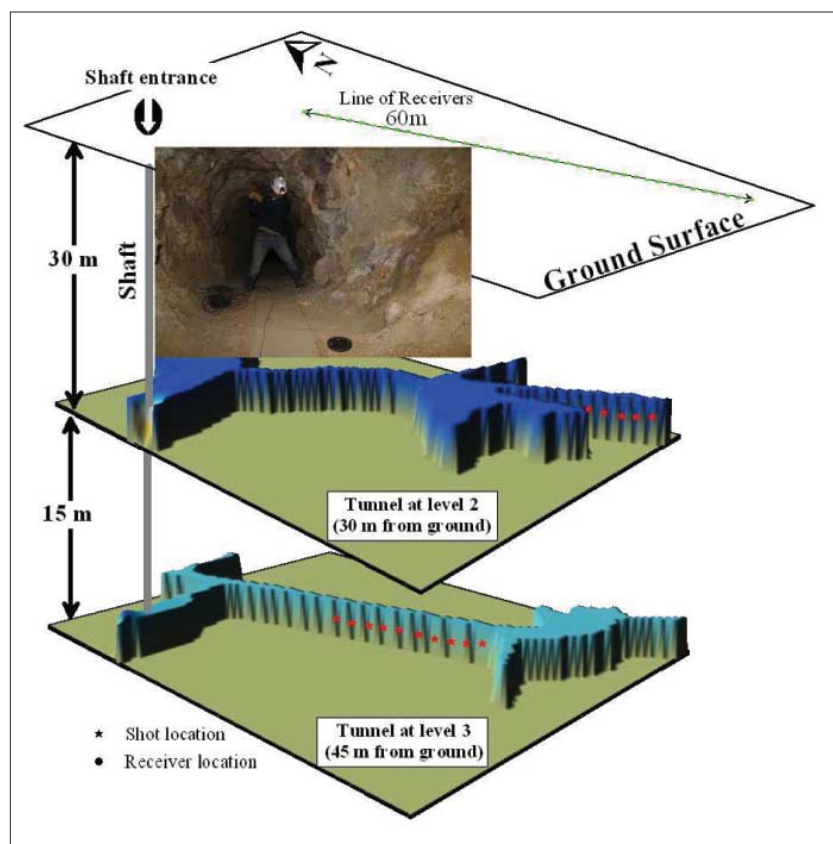 N
Shaft entrance
Line of Receivers
60m
Ground Surface
30 m
Shaft
15 m
Tunnel at level 2
(30 m from ground)
Tunnel at level 3
(45 m from ground)
Shot location
Receiver location